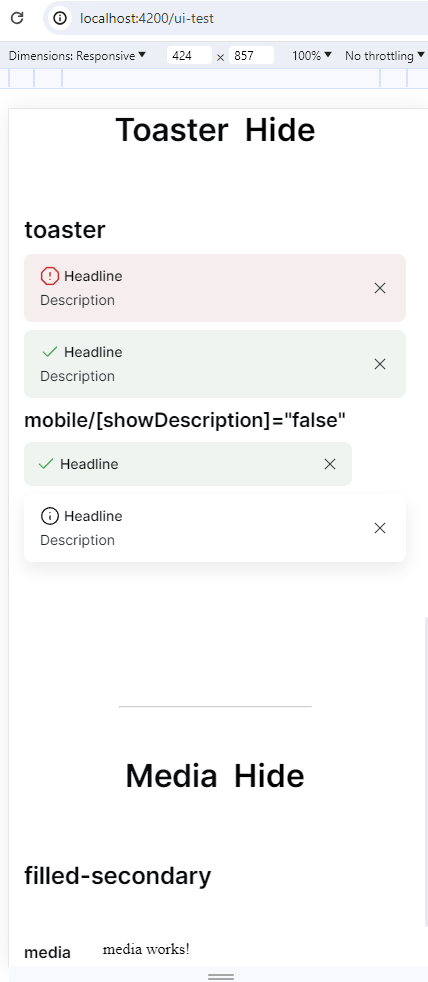 localhost:4200/ui-test
Dimensions: Responsive 424 x 857 100% No throttling
Toaster Hide
toaster
Headline
Description
Headline
Description
mobile/[showDescription]="false"
Headline
Headline
Description
Media Hide
filled-secondary
media media works!